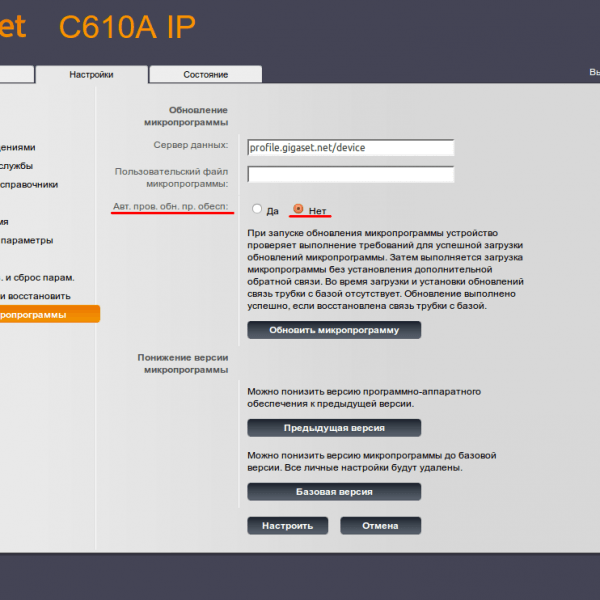 et C610A IP
Настройки
Состояние
Вы
Обновление
микропрограммы
Сервер данных:
profile.gigaset.net/device
Пользовательский файл
микропрограммы:
Авт. пров. обн. пр. обесп:
Да
Нет
При запуске обновления микропрограммы устройство
проверяет выполнение требований для успешной загрузки
обновлений микропрограммы. Затем выполняется загрузка
микропрограммы без установления дополнительной
обратной связи. Во время загрузки и установки обновлений
связь трубки с базой отсутствует. Обновление выполнено
успешно, если восстановлена связь трубки с базой.
Обновить микропрограмму
Понижение версии
микропрограммы
Можно понизить версию программно-аппаратного
обеспечения к предыдущей версии.
Предыдущая версия
Можно понизить версию микропрограммы до базовой
версии. Все личные настройки будут удалены.
Базовая версия
Настроить
Отмена
ениями
службы
справочники
мя
параметры
. и сброс парам.
и восстановить
ропрограммы